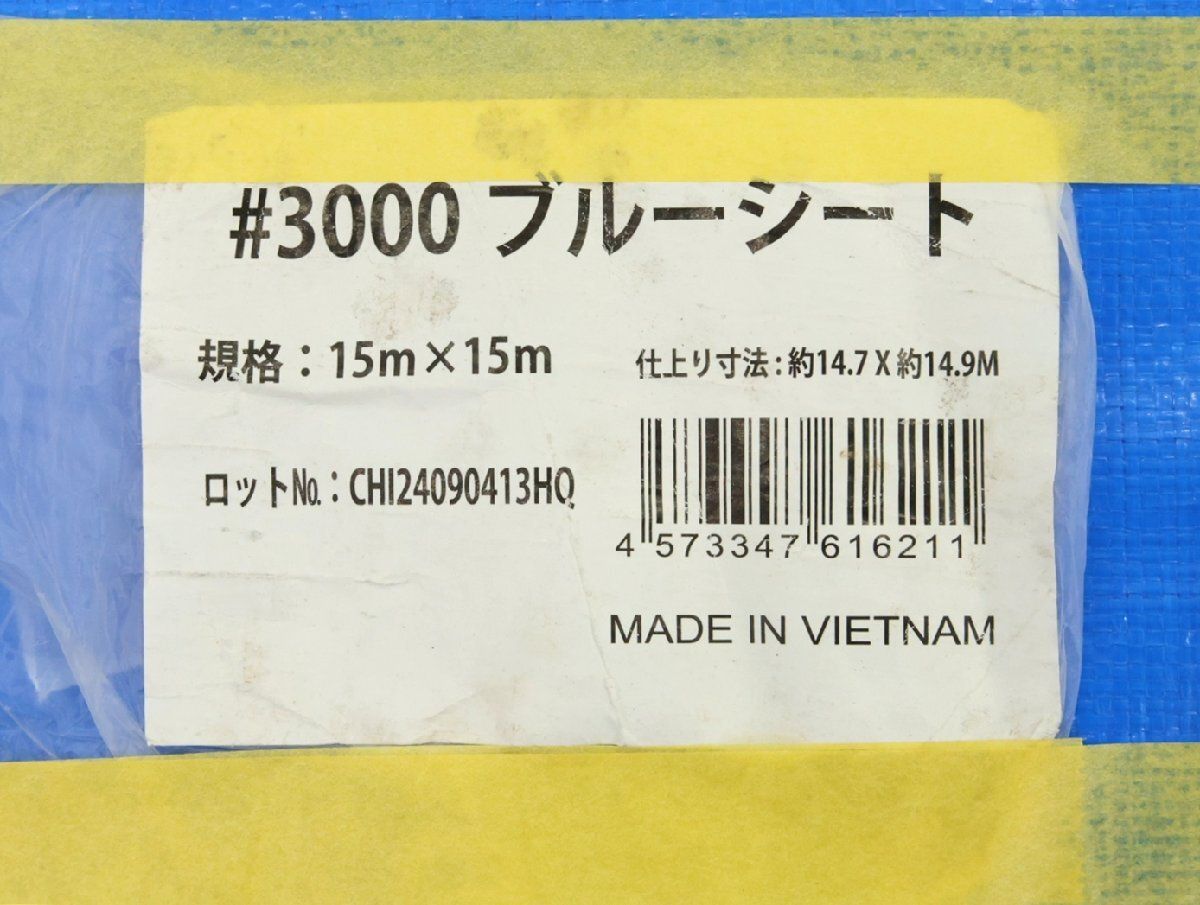 #3000 ブルーシート
規格：15m×15m
仕上り寸法：約14.7 X 約14.9M
ロット№.：CHI24090413HQ
4 573347 616211
MADE IN VIETNAM